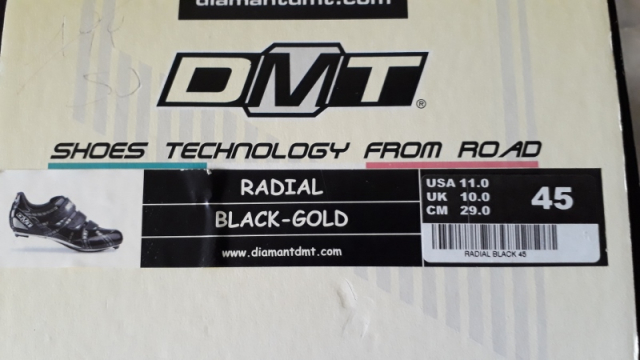 diamantdmt.com
DMT®
SHOES TECHNOLOGY FROM ROAD
RADIAL
BLACK-GOLD
www.diamantdmt.com
USA 11.0
UK 10.0
CM 29.0
45
RADIAL BLACK 45